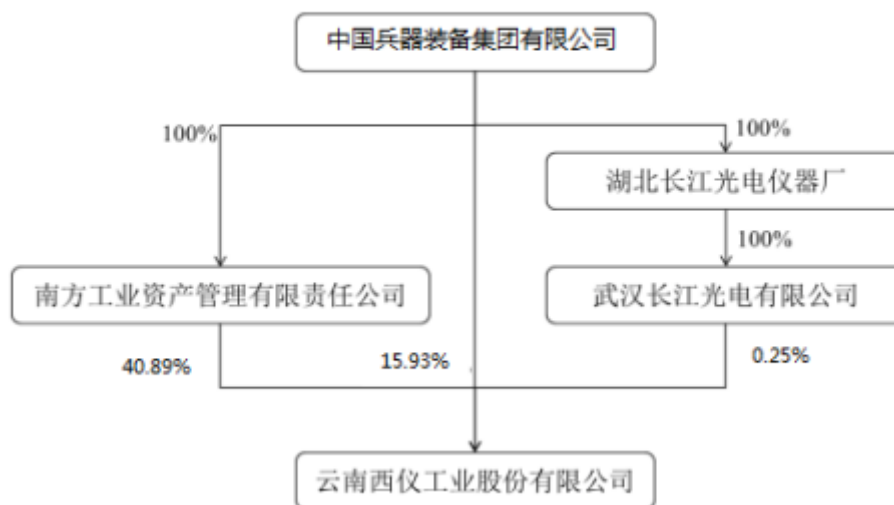 中国兵器装备集团有限公司
100%
100%
湖北长江光电仪器厂
100%
南方工业资产管理有限责任公司
武汉长江光电有限公司
40.89%
15.93%
0.25%
云南西仪工业股份有限公司